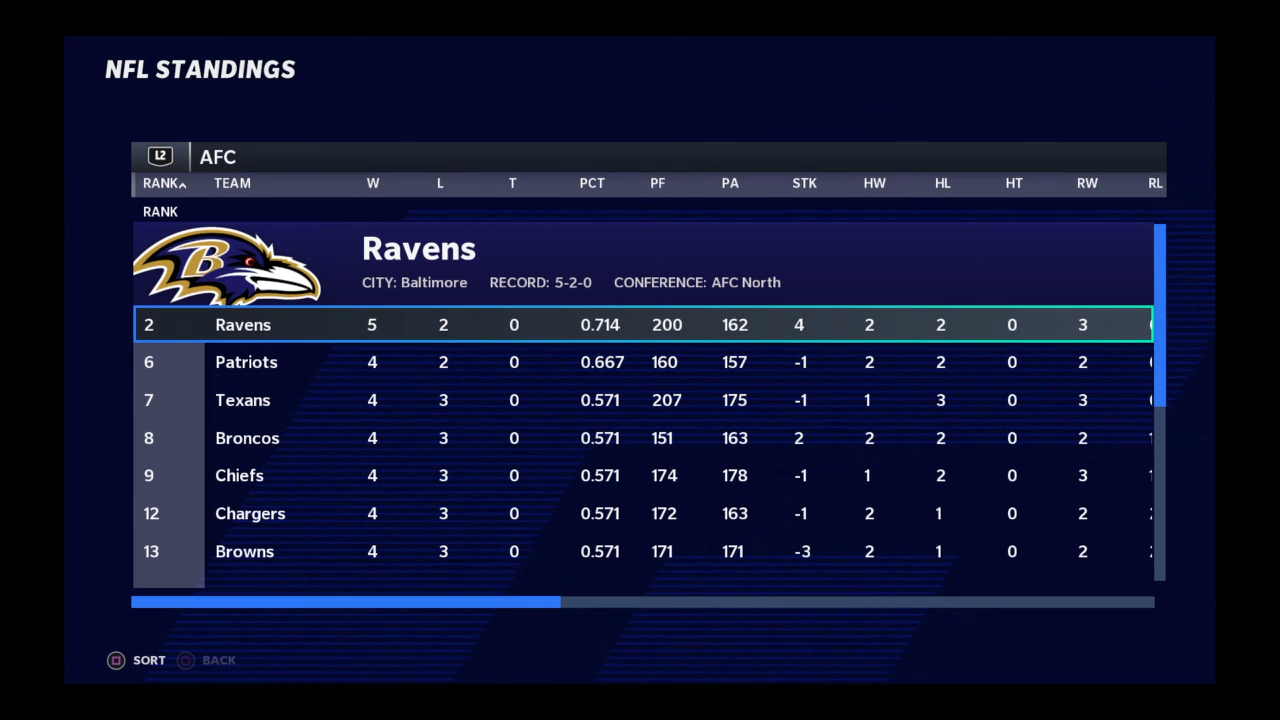 NFL STANDINGS
L2 AFC
RANK TEAM W L T PCT PF PA STK HW HL HT RW RL
RANK
B
Ravens
CITY: Baltimore RECORD: 5-2-0 CONFERENCE: AFC North
2 Ravens 5 2 0 0.714 200 162 4 2 2 0 3
6 Patriots 4 2 0 0.667 160 157 -1 2 2 0 2
7 Texans 4 3 0 0.571 207 175 -1 1 3 0 3
8 Broncos 4 3 0 0.571 151 163 2 2 2 0 2
9 Chiefs 4 3 0 0.571 174 178 -1 1 2 0 3
12 Chargers 4 3 0 0.571 172 163 -1 2 1 0 2
13 Browns 4 3 0 0.571 171 171 -3 2 1 0 2
SORT BACK